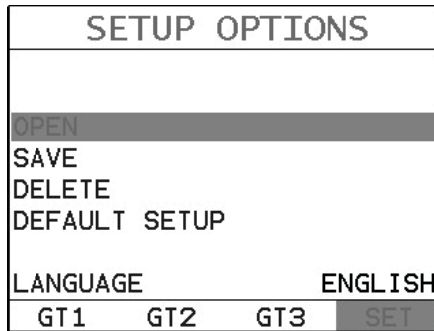 SETUP OPTIONS
OPEN
SAVE
DELETE
DEFAULT SETUP
LANGUAGE ENGLISH
GT1 GT2 GT3 SET